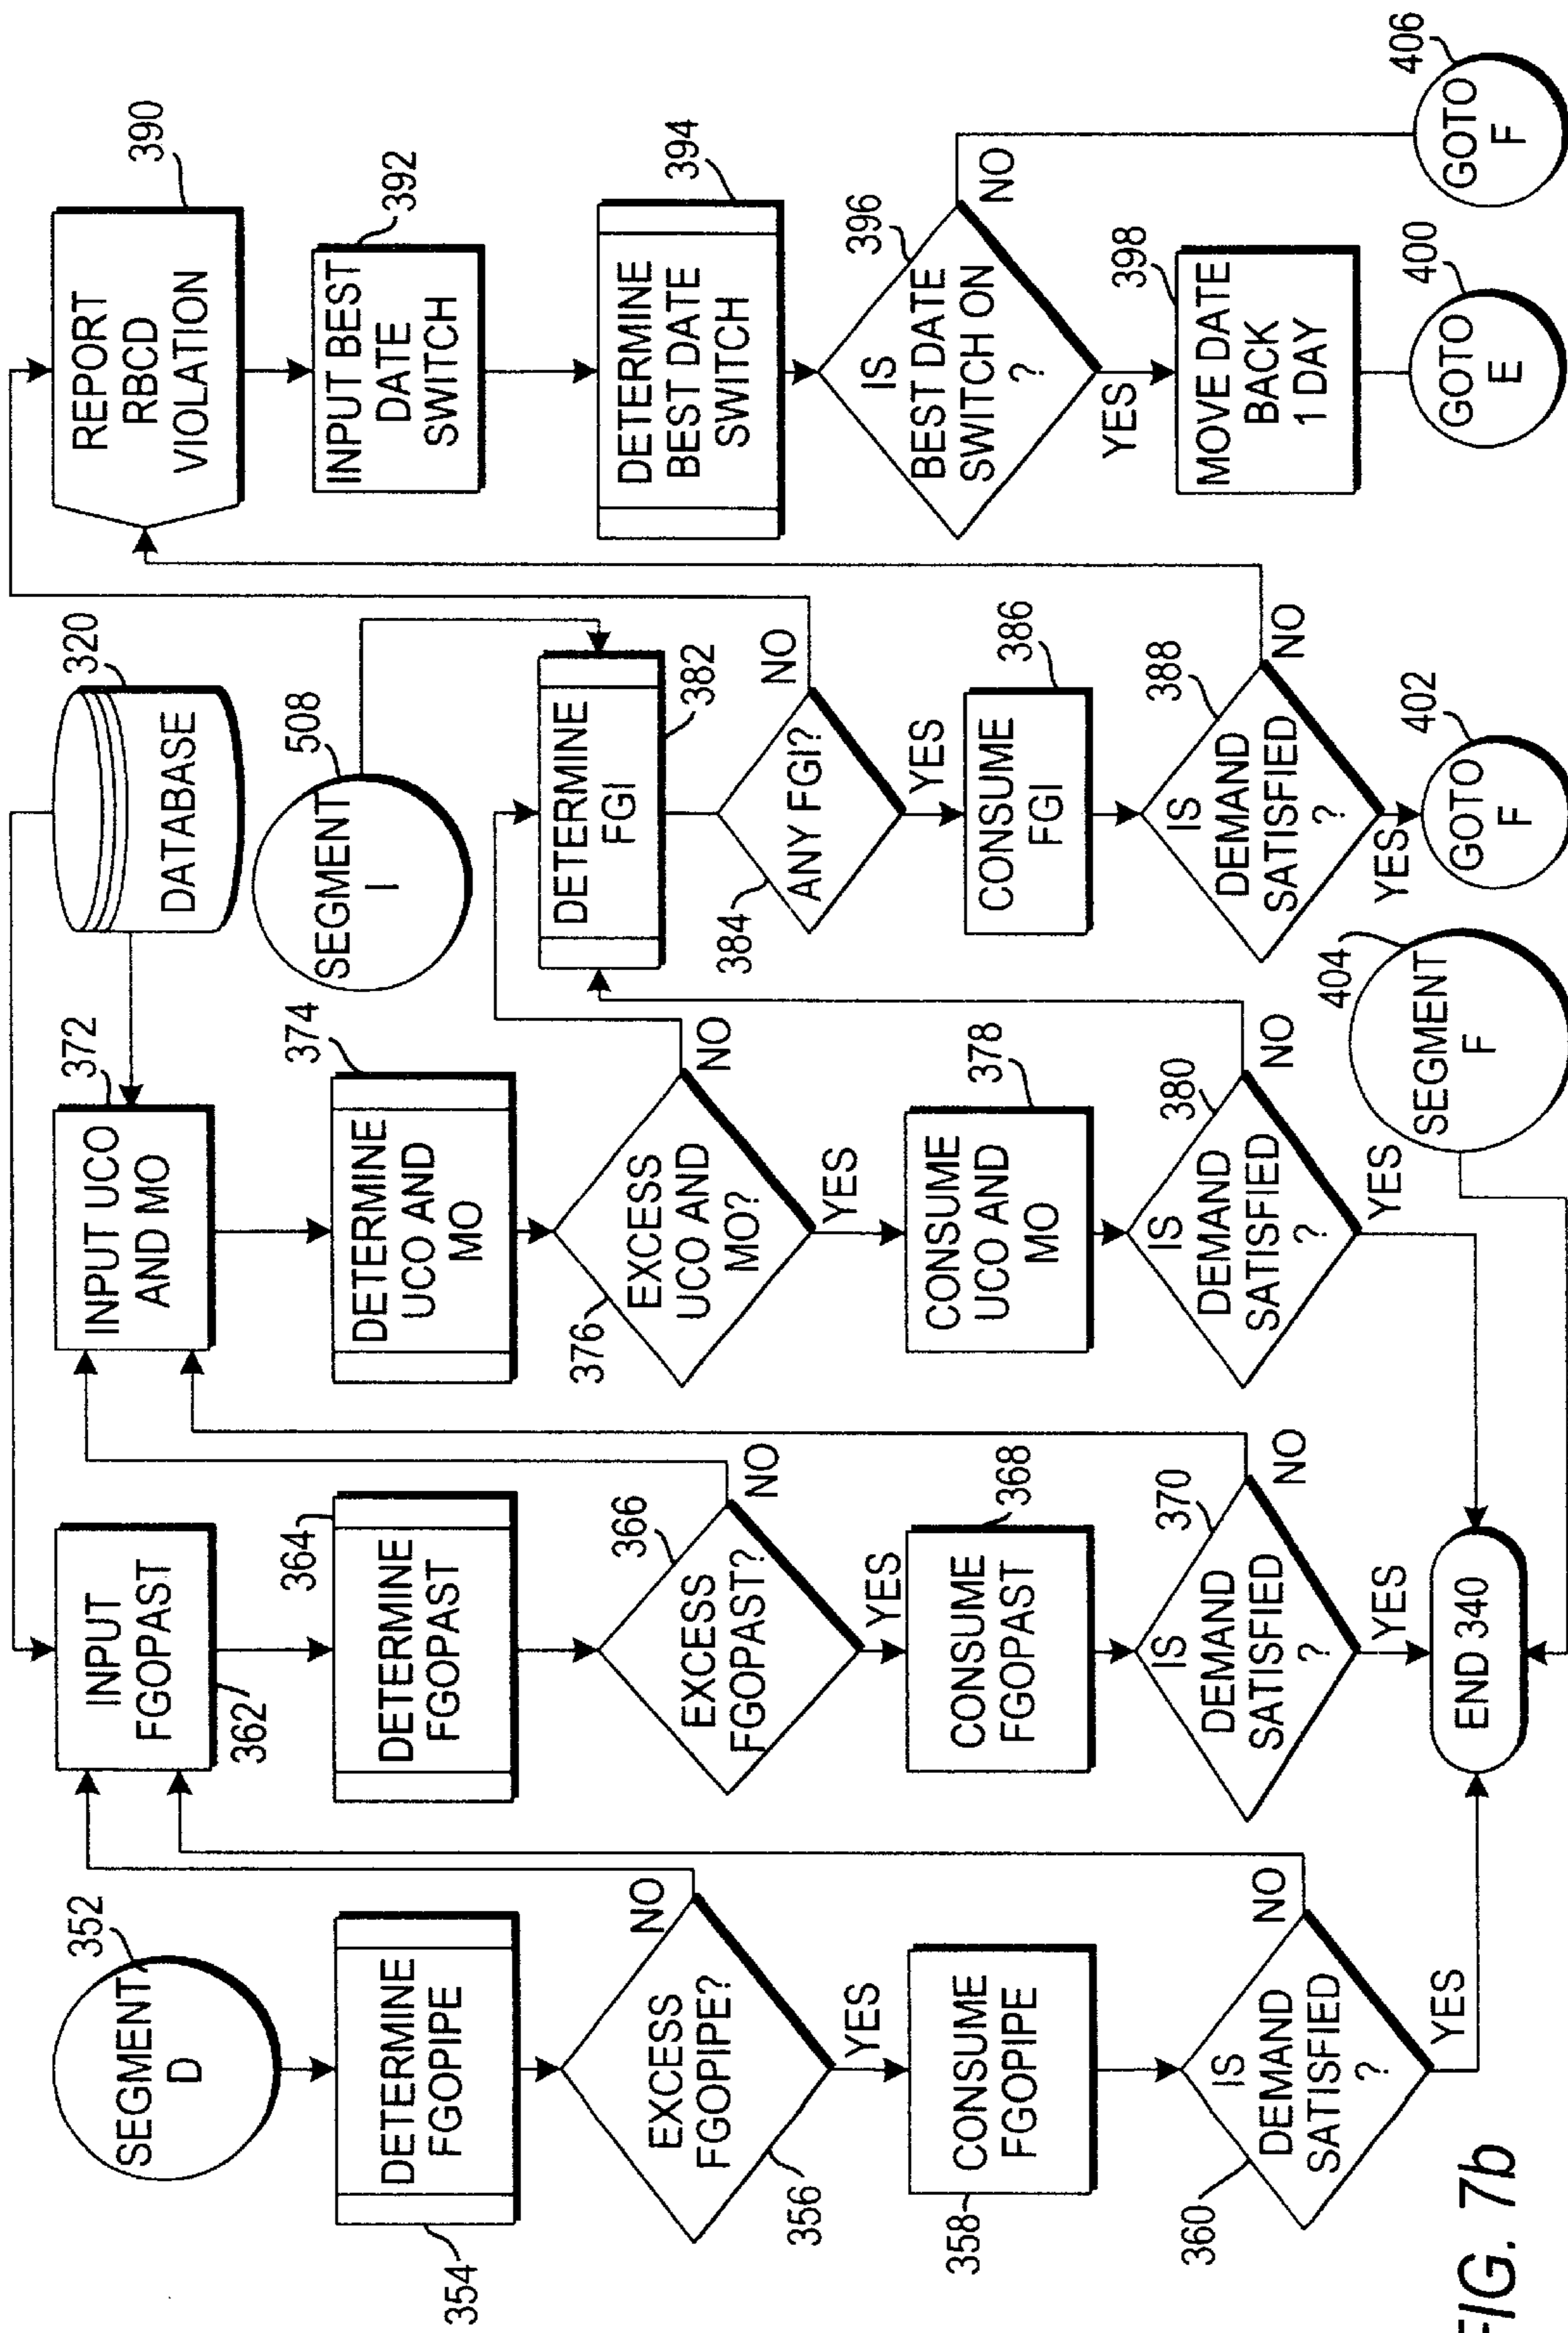 SEGMENT
D
352
DETERMINE
FGOPIPE
354
EXCESS
FGOPIPE?
356
NO
YES
CONSUME
FGOPIPE
358
IS
DEMAND
SATISFIED
?
360
NO
YES
INPUT
FGOPAST
362
DETERMINE
FGOPAST
364
EXCESS
FGOPAST?
366
NO
YES
CONSUME
FGOPAST
368
IS
DEMAND
SATISFIED
?
370
NO
YES
END 340
INPUT UCO
AND MO
372
DETERMINE
UCO AND
MO
374
EXCESS
UCO AND
MO?
376
NO
YES
CONSUME
UCO AND
MO
378
IS
DEMAND
SATISFIED
?
380
NO
YES
SEGMENT
F
404
DATABASE
320
SEGMENT
I
508
DETERMINE
FGI
382
ANY FGI?
384
NO
YES
CONSUME
FGI
386
IS
DEMAND
SATISFIED
?
388
NO
YES
GOTO
F
402
REPORT
RBCD
VIOLATION
390
INPUT BEST
DATE
SWITCH
392
DETERMINE
BEST DATE
SWITCH
394
IS
BEST DATE
SWITCH ON
?
396
NO
YES
MOVE DATE
BACK
1 DAY
398
GOTO
E
400
GOTO
F
406
FIG. 7b